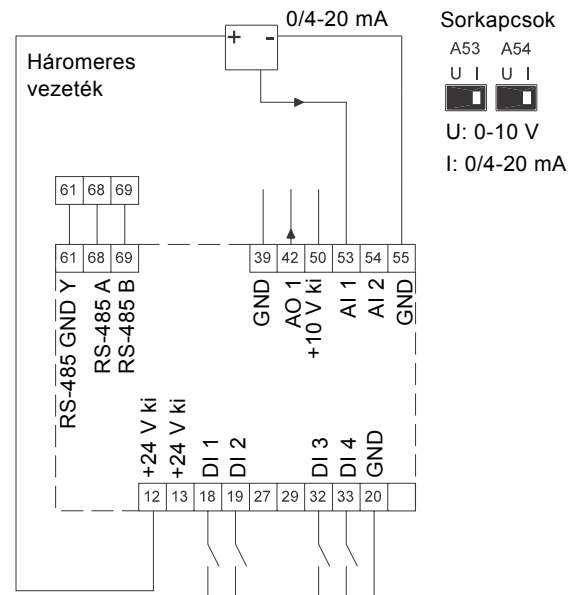 0/4-20 mA
+ -
Háromeres
vezeték
Sorkapcsok
A53 A54
U I U I
U: 0-10 V
I: 0/4-20 mA
61 68 69
61 68 69
39 42 50 53 54 55
RS-485 GND Y
RS-485 A
RS-485 B
GND
AO 1
+10 V ki
AI 1
AI 2
GND
+24 V ki
+24 V ki
DI 1
DI 2
DI 3
DI 4
GND
12 13 18 19 27 29 32 33 20